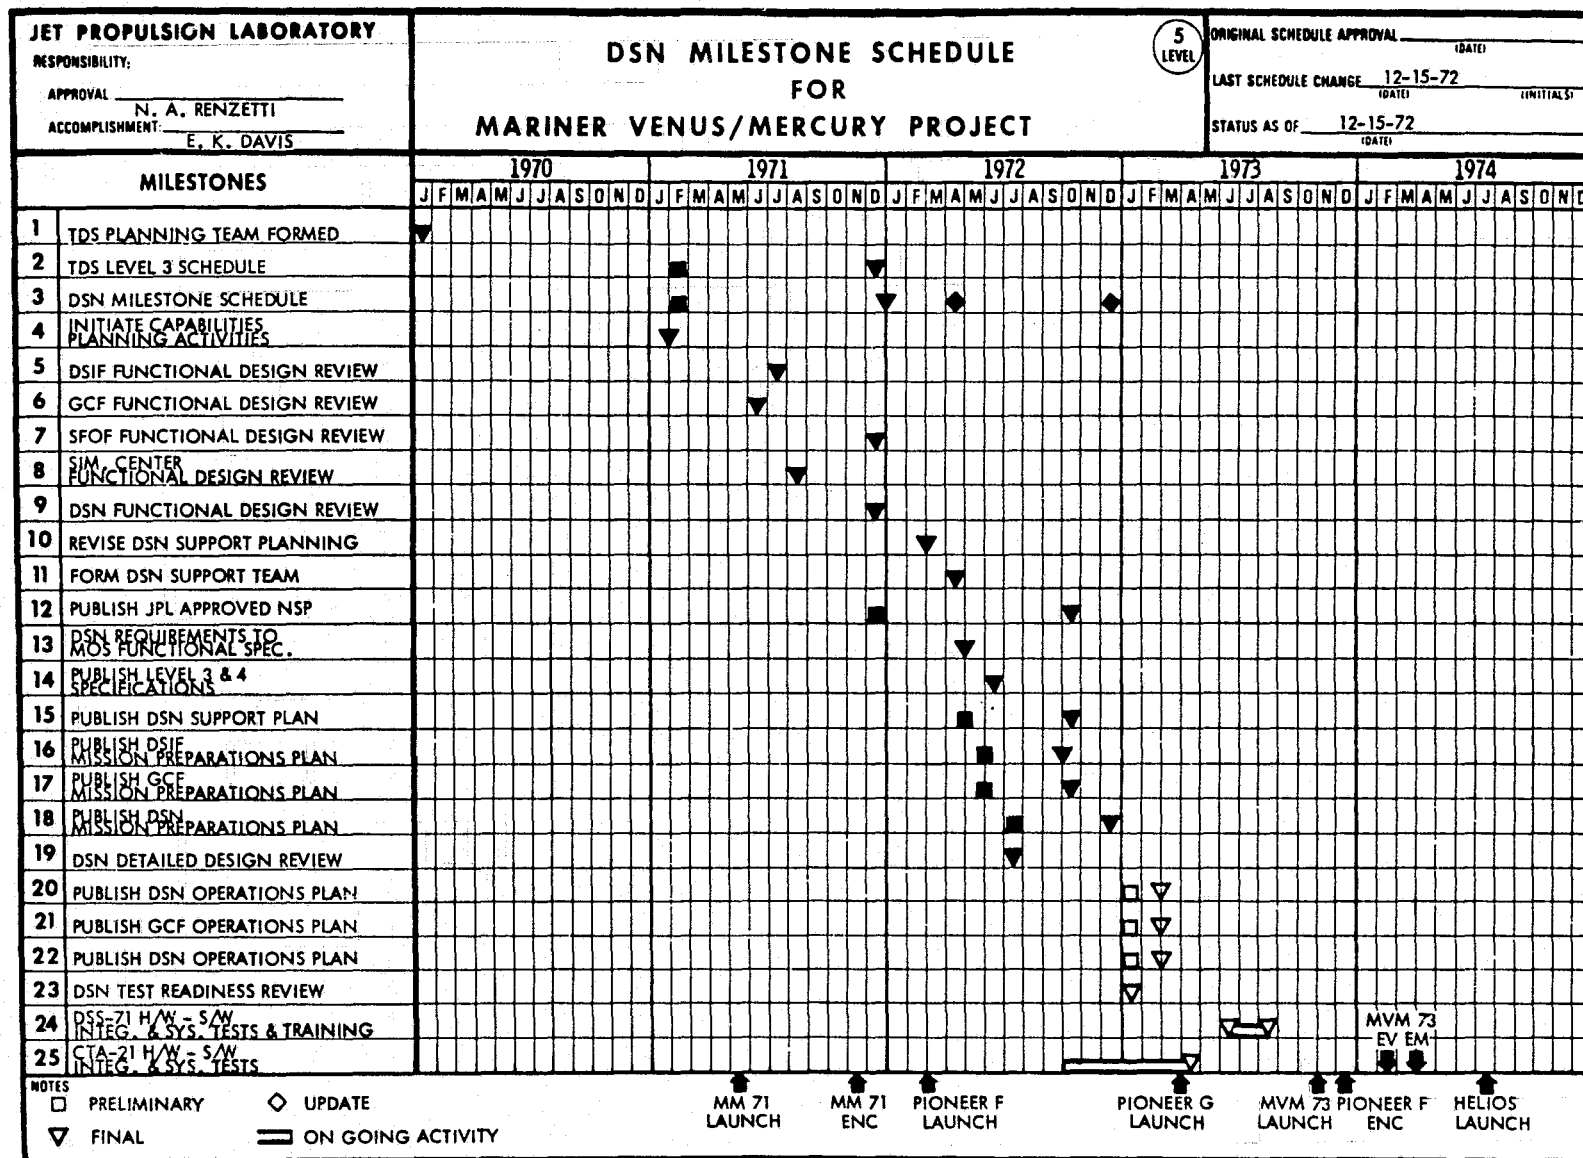 JET PROPULSION LABORATORY
RESPONSIBILITY:
APPROVAL
N. A. RENZETTI
ACCOMPLISHMENT:
E. K. DAVIS
DSN MILESTONE SCHEDULE
FOR
MARINER VENUS/MERCURY PROJECT
5
LEVEL
ORIGINAL SCHEDULE APPROVAL
(DATE)
LAST SCHEDULE CHANGE 12-15-72
(DATE) (INITIALS)
STATUS AS OF 12-15-72
(DATE)
MILESTONES
1970 1971 1972 1973 1974
J F M A M J J A S O N D J F M A M J J A S O N D J F M A M J J A S O N D J F M A M J J A S O N D J F M A M J J A S O N D
1 TDS PLANNING TEAM FORMED
2 TDS LEVEL 3 SCHEDULE
3 DSN MILESTONE SCHEDULE
4 INITIATE CAPABILITIES
PLANNING ACTIVITIES
5 DSIF FUNCTIONAL DESIGN REVIEW
6 GCF FUNCTIONAL DESIGN REVIEW
7 SFOF FUNCTIONAL DESIGN REVIEW
8 SIM. CENTER
FUNCTIONAL DESIGN REVIEW
9 DSN FUNCTIONAL DESIGN REVIEW
10 REVISE DSN SUPPORT PLANNING
11 FORM DSN SUPPORT TEAM
12 PUBLISH JPL APPROVED NSP
13 DSN REQUIREMENTS TO
MOS FUNCTIONAL SPEC.
14 PUBLISH LEVEL 3 & 4
SPECIFICATIONS
15 PUBLISH DSN SUPPORT PLAN
16 PUBLISH DSIF
MISSION PREPARATIONS PLAN
17 PUBLISH GCF
MISSION PREPARATIONS PLAN
18 PUBLISH DSN
MISSION PREPARATIONS PLAN
19 DSN DETAILED DESIGN REVIEW
20 PUBLISH DSN OPERATIONS PLAN
21 PUBLISH GCF OPERATIONS PLAN
22 PUBLISH DSN OPERATIONS PLAN
23 DSN TEST READINESS REVIEW
24 DSS-71 H/W - S/W
INTEG. & SYS. TESTS & TRAINING
MVM 73
EV EM
25 CTA-21 H/W - S/W
INTEG. & SYS. TESTS
NOTES
PRELIMINARY UPDATE
FINAL ON GOING ACTIVITY
MM 71
LAUNCH
MM 71
ENC
PIONEER F
LAUNCH
PIONEER G
LAUNCH
MVM 73
LAUNCH
PIONEER F
ENC
HELIOS
LAUNCH